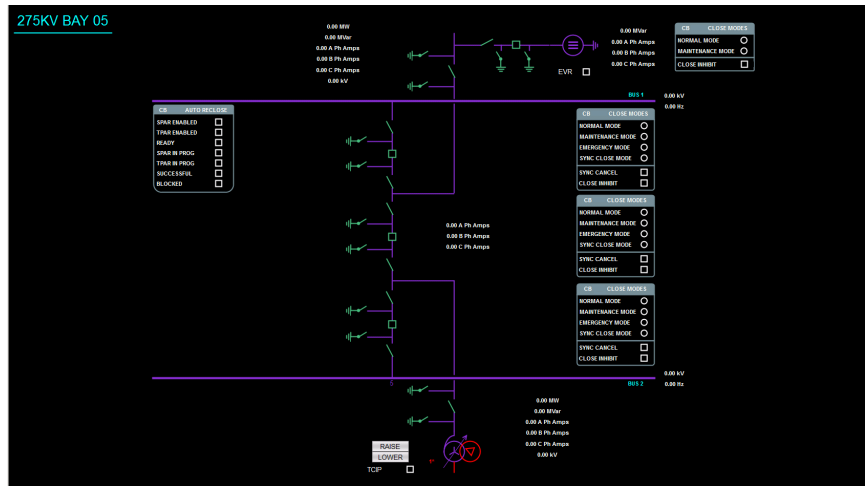 275KV BAY 05
0.00 MW
0.00 MVar
0.00 A Ph Amps
0.00 B Ph Amps
0.00 C Ph Amps
0.00 kV
0.00 MVar
0.00 A Ph Amps
0.00 B Ph Amps
0.00 C Ph Amps
EVR
CB CLOSE MODES
NORMAL MODE
MAINTENANCE MODE
CLOSE INHIBIT
BUS 1
0.00 kV
0.00 Hz
CB AUTO RECLOSE
SPAR ENABLED
TPAR ENABLED
READY
SPAR IN PROG
TPAR IN PROG
SUCCESSFUL
BLOCKED
CB CLOSE MODES
NORMAL MODE
MAINTENANCE MODE
EMERGENCY MODE
SYNC CLOSE MODE
SYNC CANCEL
CLOSE INHIBIT
0.00 A Ph Amps
0.00 B Ph Amps
0.00 C Ph Amps
CB CLOSE MODES
NORMAL MODE
MAINTENANCE MODE
EMERGENCY MODE
SYNC CLOSE MODE
SYNC CANCEL
CLOSE INHIBIT
CB CLOSE MODES
NORMAL MODE
MAINTENANCE MODE
EMERGENCY MODE
SYNC CLOSE MODE
SYNC CANCEL
CLOSE INHIBIT
BUS 2
0.00 kV
0.00 Hz
0.00 MW
0.00 MVar
0.00 A Ph Amps
0.00 B Ph Amps
0.00 C Ph Amps
0.00 kV
RAISE
LOWER
TCIP